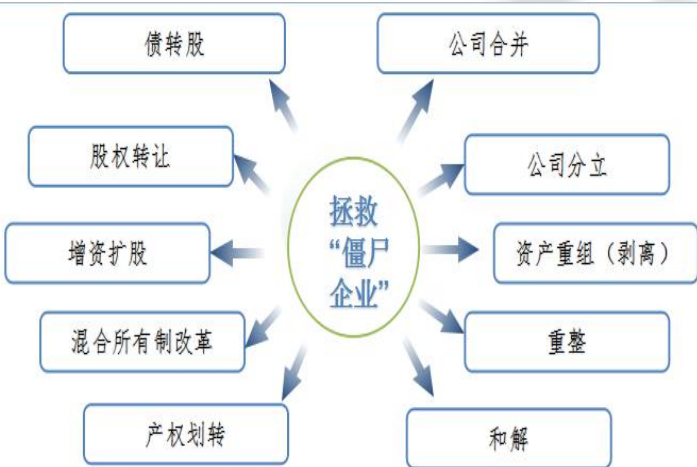 债转股
公司合并
股权转让
公司分立
拯救
“僵尸
企业”
增资扩股
资产重组（剥离）
混合所有制改革
重整
产权划转
和解